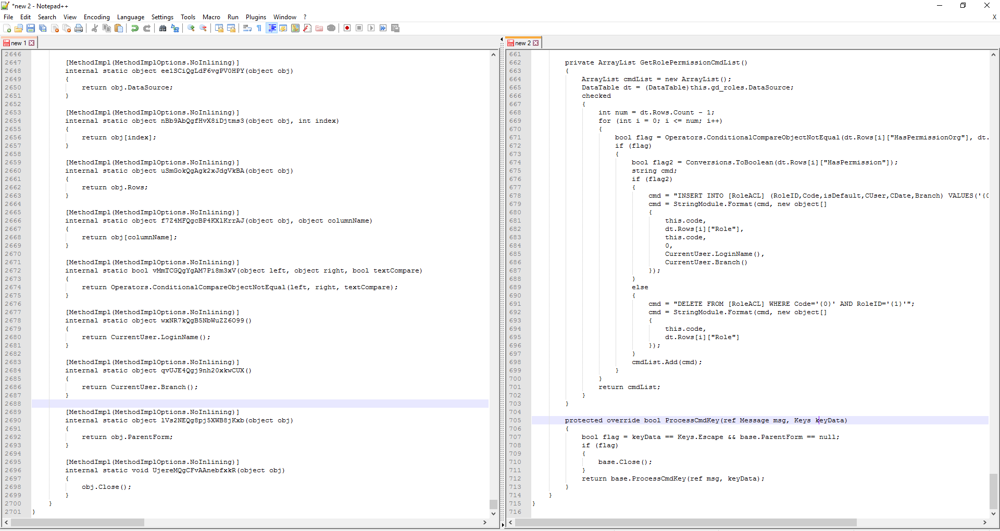 *new 2 - Notepad++
File Edit Search View Encoding Language Settings Tools Macro Run Plugins Window ? X
new 1
2646
2647 [MethodImpl(MethodImplOptions.NoInlining)]
2648 internal static object ee1SCiQgLdF6vgPV0HPY(object obj)
2649 {
2650 return obj.DataSource;
2651 }
2652
2653 [MethodImpl(MethodImplOptions.NoInlining)]
2654 internal static object nBb9AbQgfHvX8iDjtms3(object obj, int index)
2655 {
2656 return obj[index];
2657 }
2658
2659 [MethodImpl(MethodImplOptions.NoInlining)]
2660 internal static object uSmGokQgAgk2xJdgVkBA(object obj)
2661 {
2662 return obj.Rows;
2663 }
2664
2665 [MethodImpl(MethodImplOptions.NoInlining)]
2666 internal static object f7Z4MFQgcBP4KXlKrrAJ(object obj, object columnName)
2667 {
2668 return obj[columnName];
2669 }
2670
2671 [MethodImpl(MethodImplOptions.NoInlining)]
2672 internal static bool vMmTCGQgYgAM7Pi8m3xV(object left, object right, bool textCompare)
2673 {
2674 return Operators.ConditionalCompareObjectNotEqual(left, right, textCompare);
2675 }
2676
2677 [MethodImpl(MethodImplOptions.NoInlining)]
2678 internal static object wxNR7kQgB5NbWuZZ6O99()
2679 {
2680 return CurrentUser.LoginName();
2681 }
2682
2683 [MethodImpl(MethodImplOptions.NoInlining)]
2684 internal static object qvUJE4Qgj9nh20xkwCUX()
2685 {
2686 return CurrentUser.Branch();
2687 }
2688
2689 [MethodImpl(MethodImplOptions.NoInlining)]
2690 internal static object lVs2NEQg8pj5XWB8jKxb(object obj)
2691 {
2692 return obj.ParentForm;
2693 }
2694
2695 [MethodImpl(MethodImplOptions.NoInlining)]
2696 internal static void UjereMQgCFvAAnebfxkR(object obj)
2697 {
2698 obj.Close();
2699 }
2700 }
2701 }
new 2
661
662 private ArrayList GetRolePermissionCmdList()
663 {
664 ArrayList cmdList = new ArrayList();
665 DataTable dt = (DataTable)this.gd_roles.DataSource;
666 checked
667 {
668 int num = dt.Rows.Count - 1;
669 for (int i = 0; i <= num; i++)
670 {
671 bool flag = Operators.ConditionalCompareObjectNotEqual(dt.Rows[i]["HasPermissionOrg"], dt.
672 if (flag)
673 {
674 bool flag2 = Conversions.ToBoolean(dt.Rows[i]["HasPermission"]);
675 string cmd;
676 if (flag2)
677 {
678 cmd = "INSERT INTO [RoleACL] (RoleID,Code,isDefault,CUser,CDate,Branch) VALUES('{0
679 cmd = StringModule.Format(cmd, new object[]
680 {
681 this.code,
682 dt.Rows[i]["Role"],
683 this.code,
684 0,
685 CurrentUser.LoginName(),
686 CurrentUser.Branch()
687 });
688 }
689 else
690 {
691 cmd = "DELETE FROM [RoleACL] WHERE Code='{0}' AND RoleID='{1}'";
692 cmd = StringModule.Format(cmd, new object[]
693 {
694 this.code,
695 dt.Rows[i]["Role"]
696 });
697 }
698 cmdList.Add(cmd);
699 }
700 }
701 return cmdList;
702 }
703 }
704
705 protected override bool ProcessCmdKey(ref Message msg, Keys keyData)
706 {
707 bool flag = keyData == Keys.Escape && base.ParentForm == null;
708 if (flag)
709 {
710 base.Close();
711 }
712 return base.ProcessCmdKey(ref msg, keyData);
713 }
714 }
715 }
716